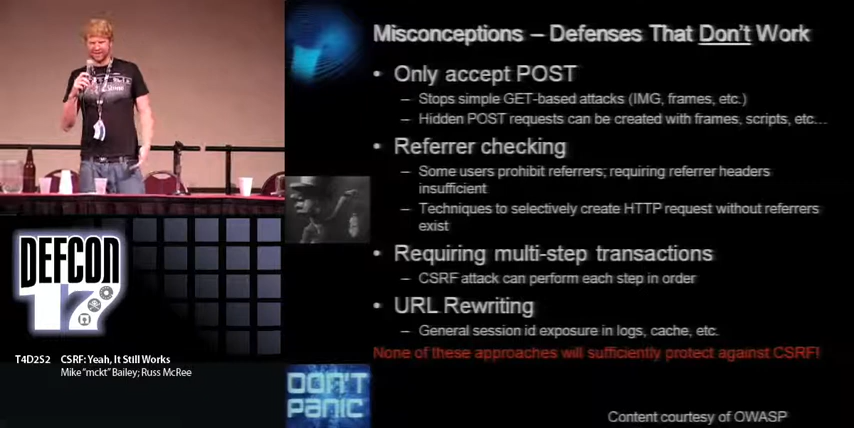 Misconceptions – Defenses That Don't Work
• Only accept POST
– Stops simple GET-based attacks (IMG, frames, etc.)
– Hidden POST requests can be created with frames, scripts, etc...
• Referrer checking
– Some users prohibit referrers; requiring referrer headers
insufficient
– Techniques to selectively create HTTP request without referrers
exist
• Requiring multi-step transactions
– CSRF attack can perform each step in order
• URL Rewriting
– General session id exposure in logs, cache, etc.
None of these approaches will sufficiently protect against CSRF!
Content courtesy of OWASP
DON'T
PANIC
DEFCON
17
T4D2S2 CSRF: Yeah, It Still Works
Mike "mckt" Bailey; Russ McRee